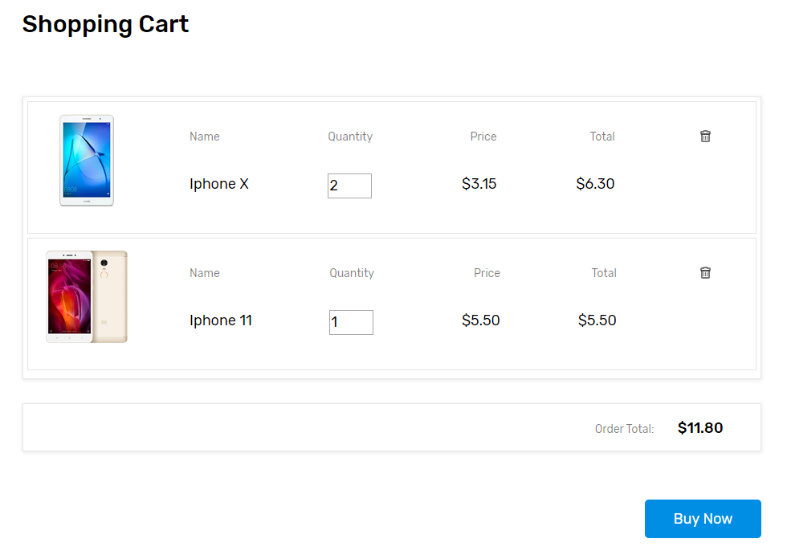 Shopping Cart
Name Quantity Price Total
Iphone X 2 $3.15 $6.30
Name Quantity Price Total
Iphone 11 1 $5.50 $5.50
Order Total: $11.80
Buy Now